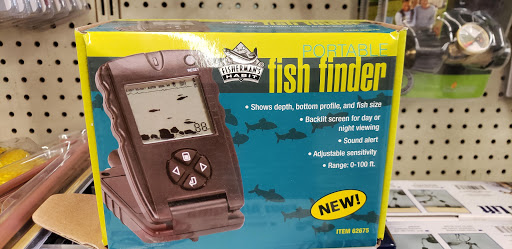 PORTABLE
FISHERMAN'S
HABIT
fish finder
• Shows depth, bottom profile, and fish size
• Backlit screen for day or
night viewing
• Sound alert
• Adjustable sensitivity
• Range: 0-100 ft.
NEW!
ITEM 62675